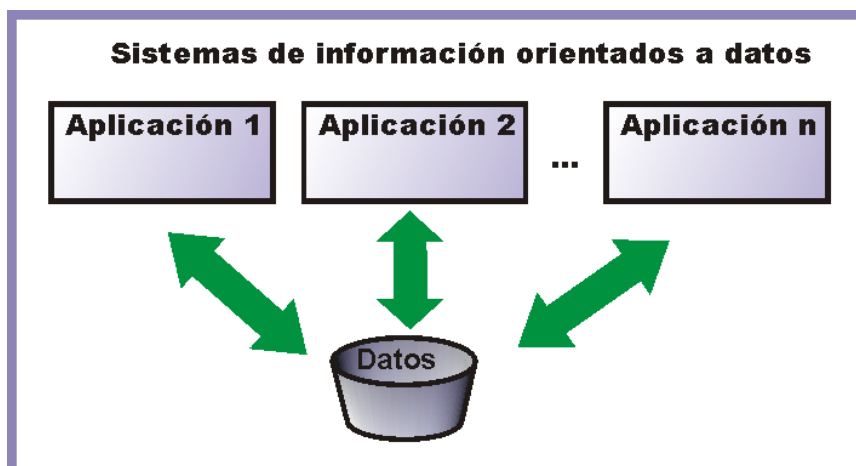 Sistemas de información orientados a datos
Aplicación 1 Aplicación 2 ... Aplicación n
Datos